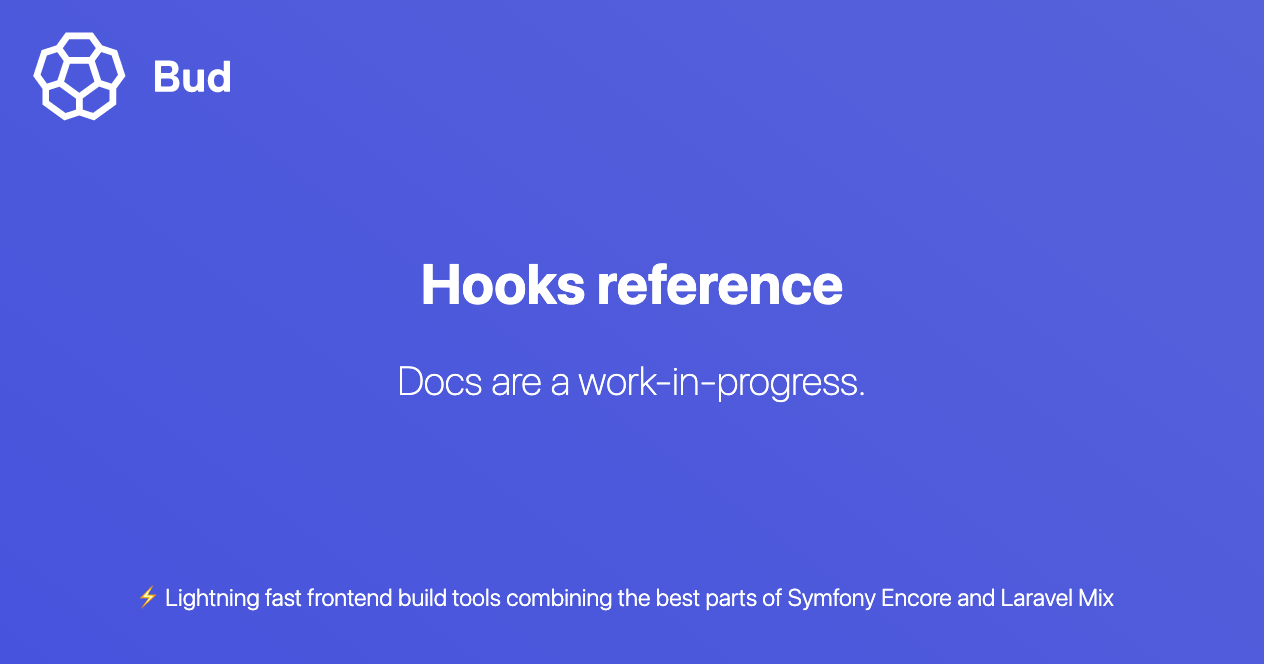 Bud
Hooks reference
Docs are a work-in-progress.
⚡ Lightning fast frontend build tools combining the best parts of Symfony Encore and Laravel Mix